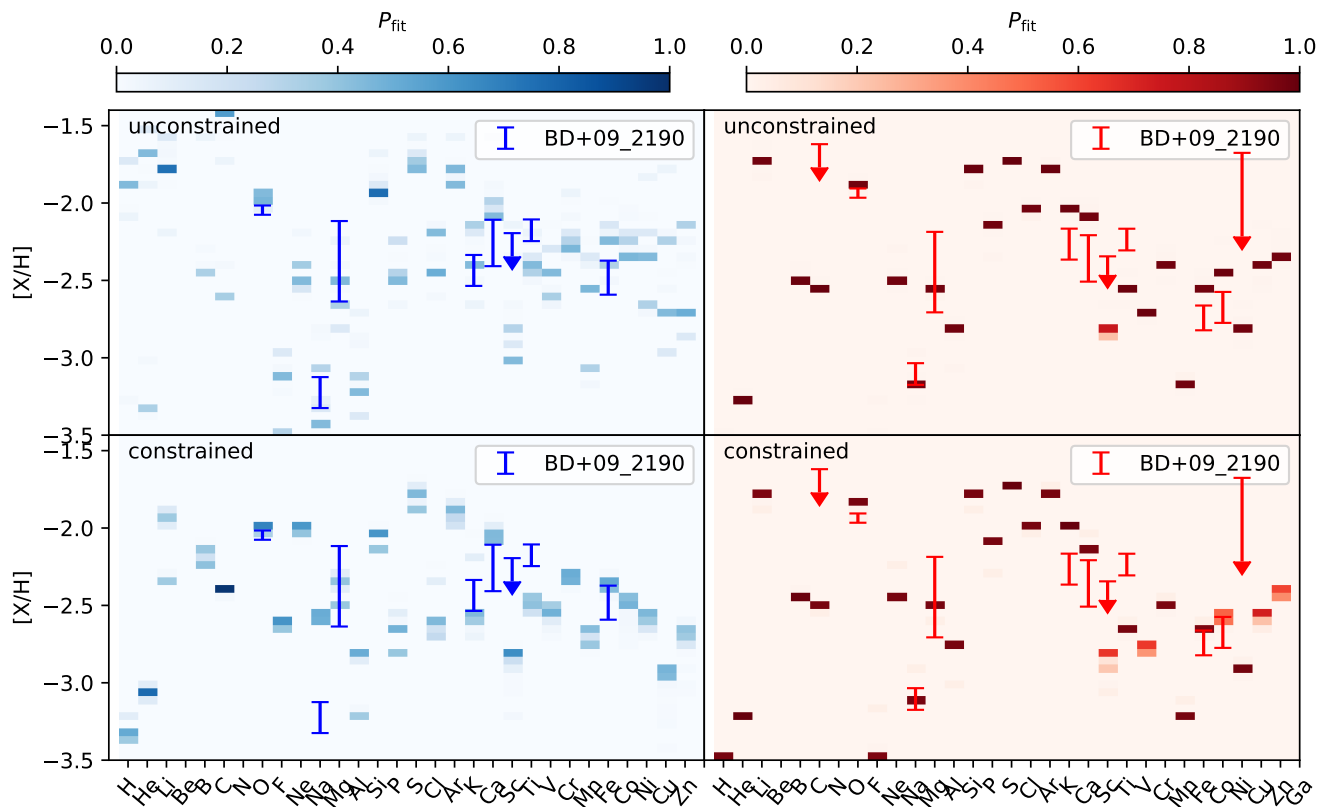 P_fit P_fit
0.0 0.2 0.4 0.6 0.8 1.0 0.0 0.2 0.4 0.6 0.8 1.0
−1.5 unconstrained BD+09_2190 unconstrained BD+09_2190
−2.0
[X/H]
−2.5
−3.0
−3.5
−1.5 constrained BD+09_2190 constrained BD+09_2190
−2.0
[X/H]
−2.5
−3.0
−3.5
H He Li Be B C N O F Ne Na Mg Al Si P S Cl Ar K Ca Sc Ti V Cr Mn Fe Co Ni Cu Zn H He Li Be B C N O F Ne Na Mg Al Si P S Cl Ar K Ca Sc Ti V Cr Mn Fe Co Ni Cu Zn Ga